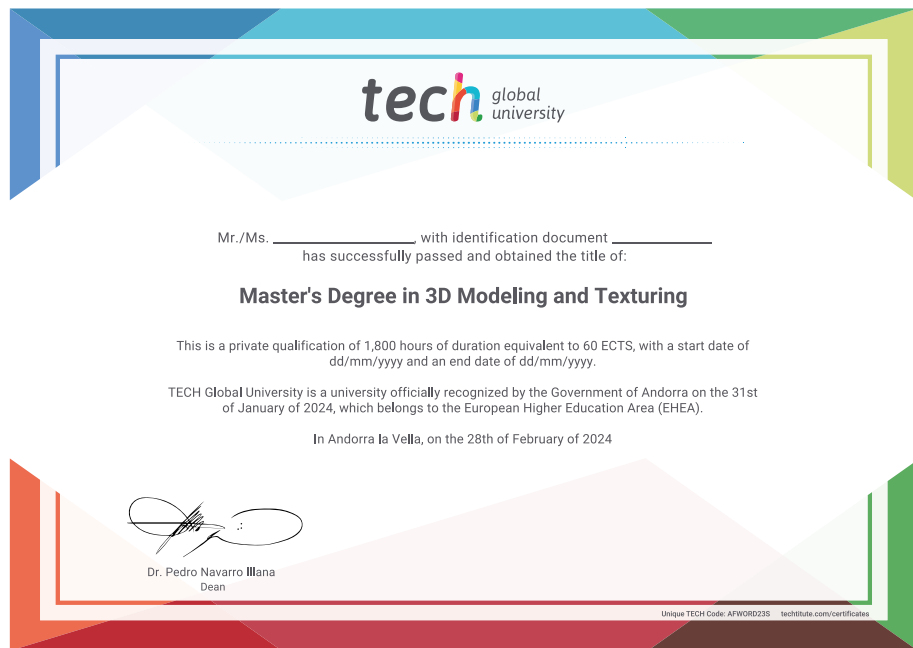 tech global university
Mr./Ms. ______________, with identification document __________
has successfully passed and obtained the title of:
Master's Degree in 3D Modeling and Texturing
This is a private qualification of 1,800 hours of duration equivalent to 60 ECTS, with a start date of
dd/mm/yyyy and an end date of dd/mm/yyyy.
TECH Global University is a university officially recognized by the Government of Andorra on the 31st
of January of 2024, which belongs to the European Higher Education Area (EHEA).
In Andorra la Vella, on the 28th of February of 2024
Dr. Pedro Navarro Illana
Dean
Unique TECH Code: AFWORD23S techtitute.com/certificates